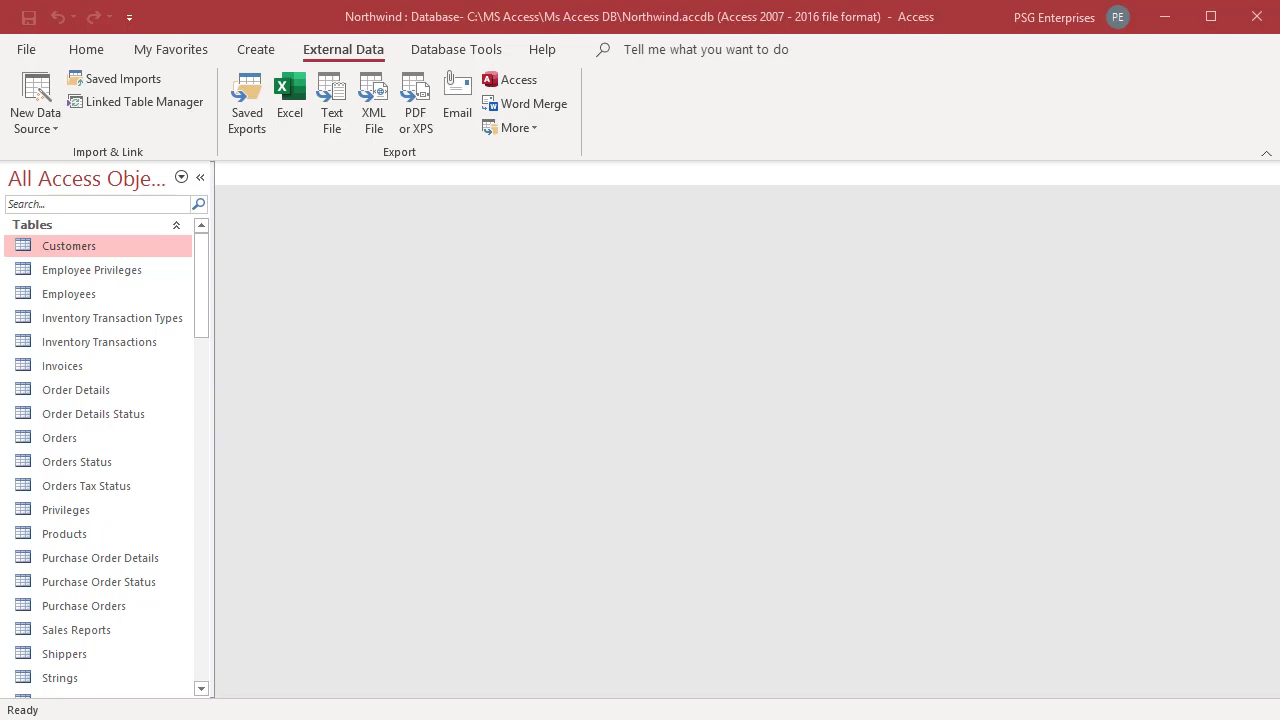 Northwind : Database- C:\MS Access\Ms Access DB\Northwind.accdb (Access 2007 - 2016 file format) - Access
PSG Enterprises
PE
File Home My Favorites Create External Data Database Tools Help Tell me what you want to do
New Data Source
Saved Imports
Linked Table Manager
Import & Link
Saved Exports
Excel
Text File
XML File
PDF or XPS
Email
Access
Word Merge
More
Export
All Access Obje...
Search...
Tables
Customers
Employee Privileges
Employees
Inventory Transaction Types
Inventory Transactions
Invoices
Order Details
Order Details Status
Orders
Orders Status
Orders Tax Status
Privileges
Products
Purchase Order Details
Purchase Order Status
Purchase Orders
Sales Reports
Shippers
Strings
Ready